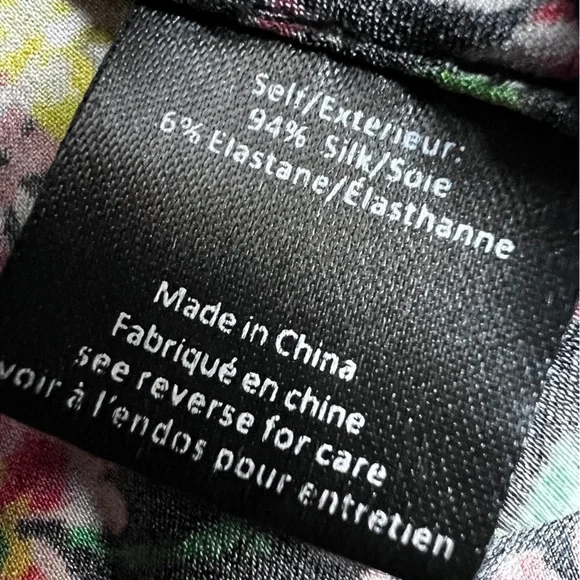 Self/Extérieur:
94% Silk/Soie
6% Elastane/Élasthanne
Made in China
Fabriqué en chine
see reverse for care
voir à l'endos pour entretien